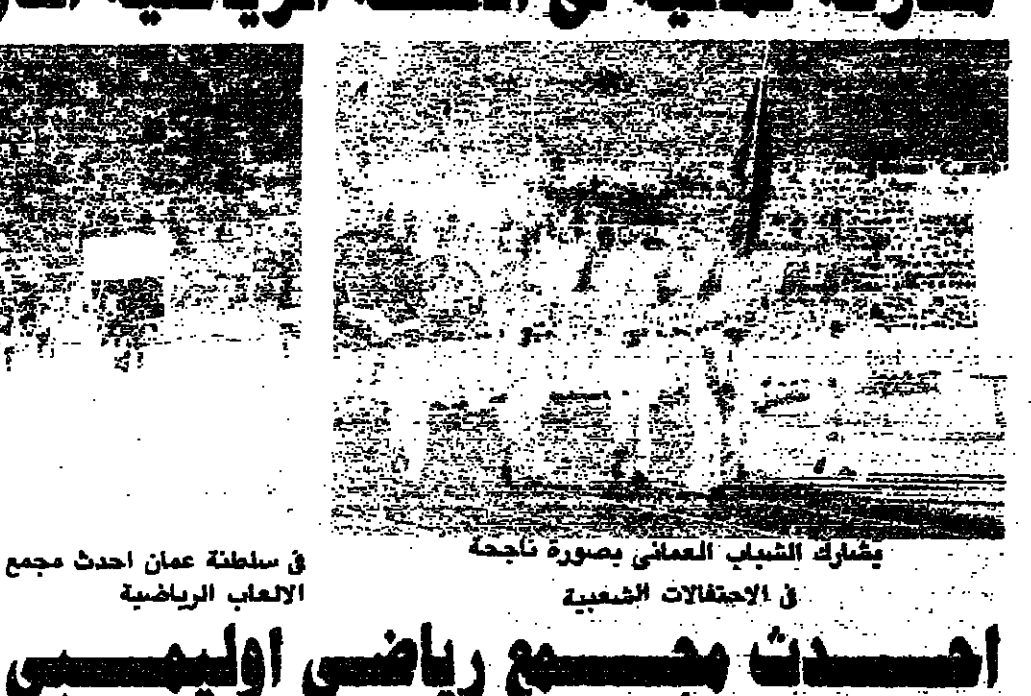 الرياضية
يشارك الشباب العماني بصورة ناجحة
في الاحتفالات الشعبية
في سلطنة عمان احدث مجمع
الالعاب الرياضية
احدث مجمع رياضي اوليمبي